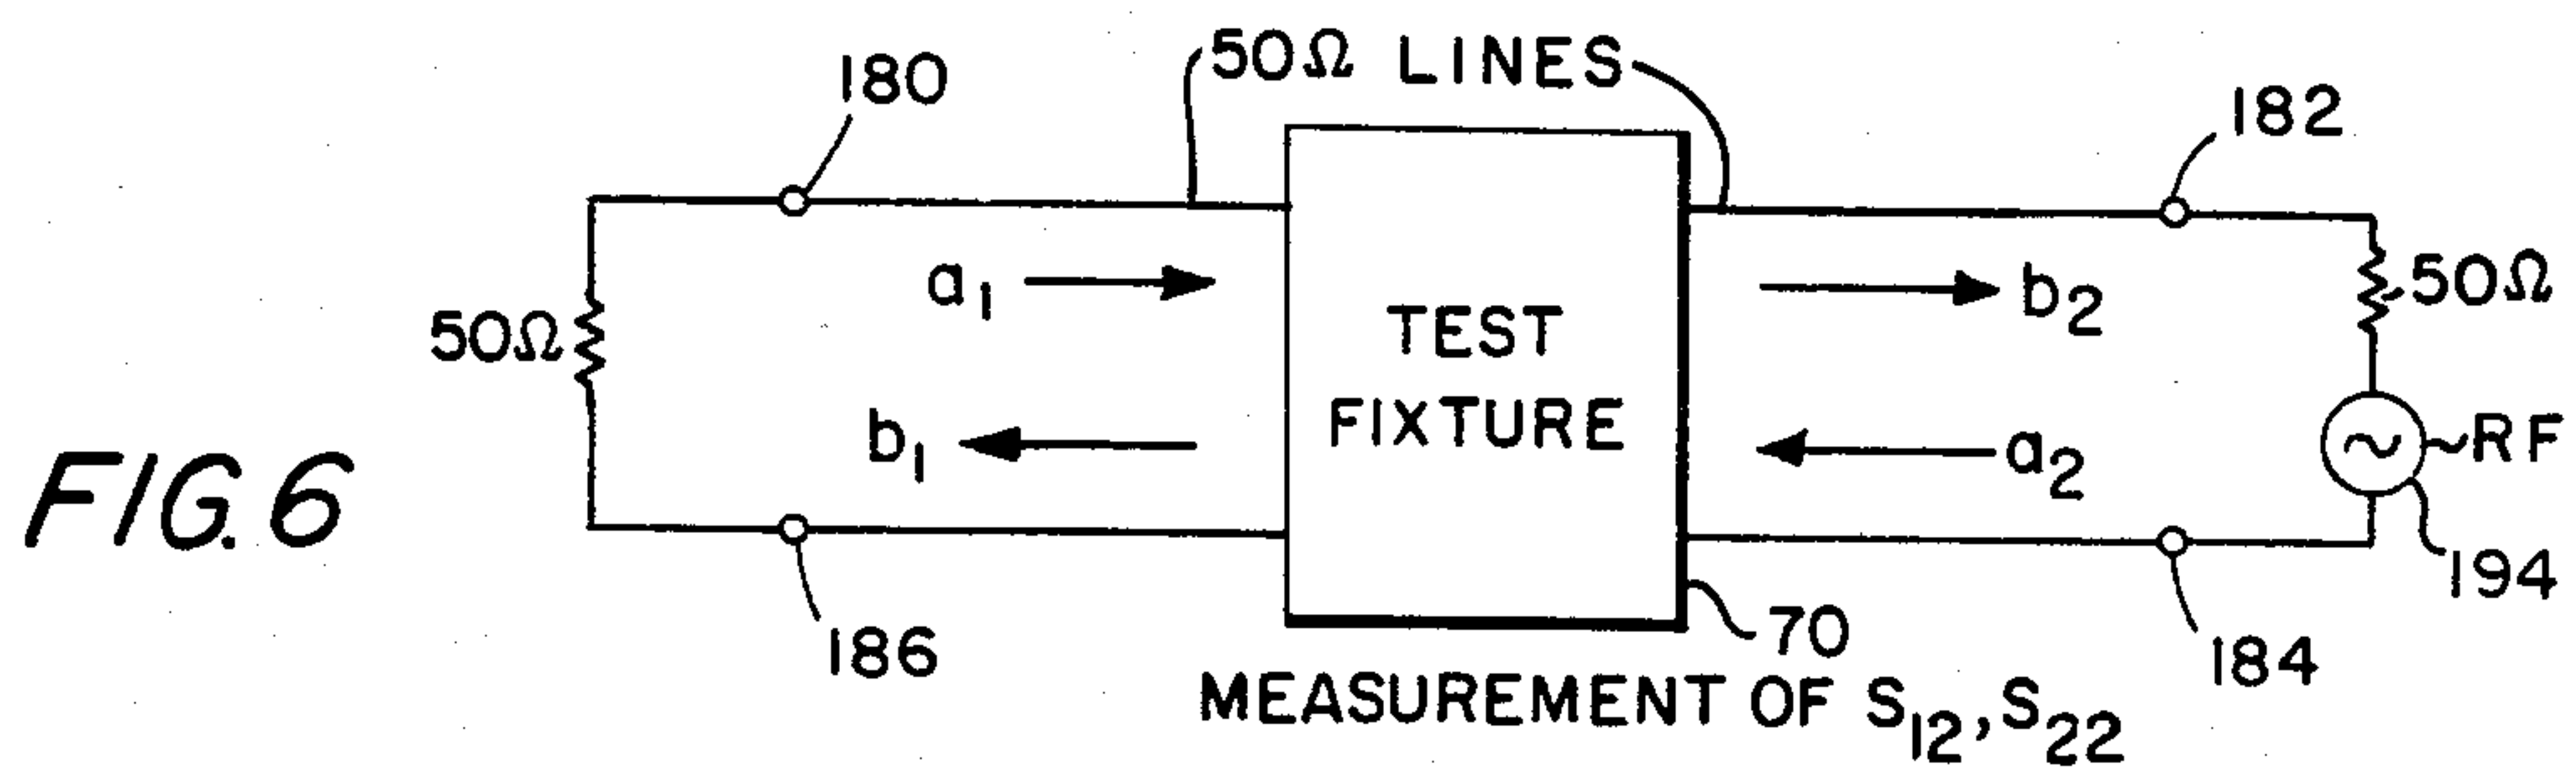 50Ω LINES
180
182
a1
b2
50Ω
50Ω
TEST
FIXTURE
b1
a2
RF
FIG. 6
194
186
70
184
MEASUREMENT OF S12, S22